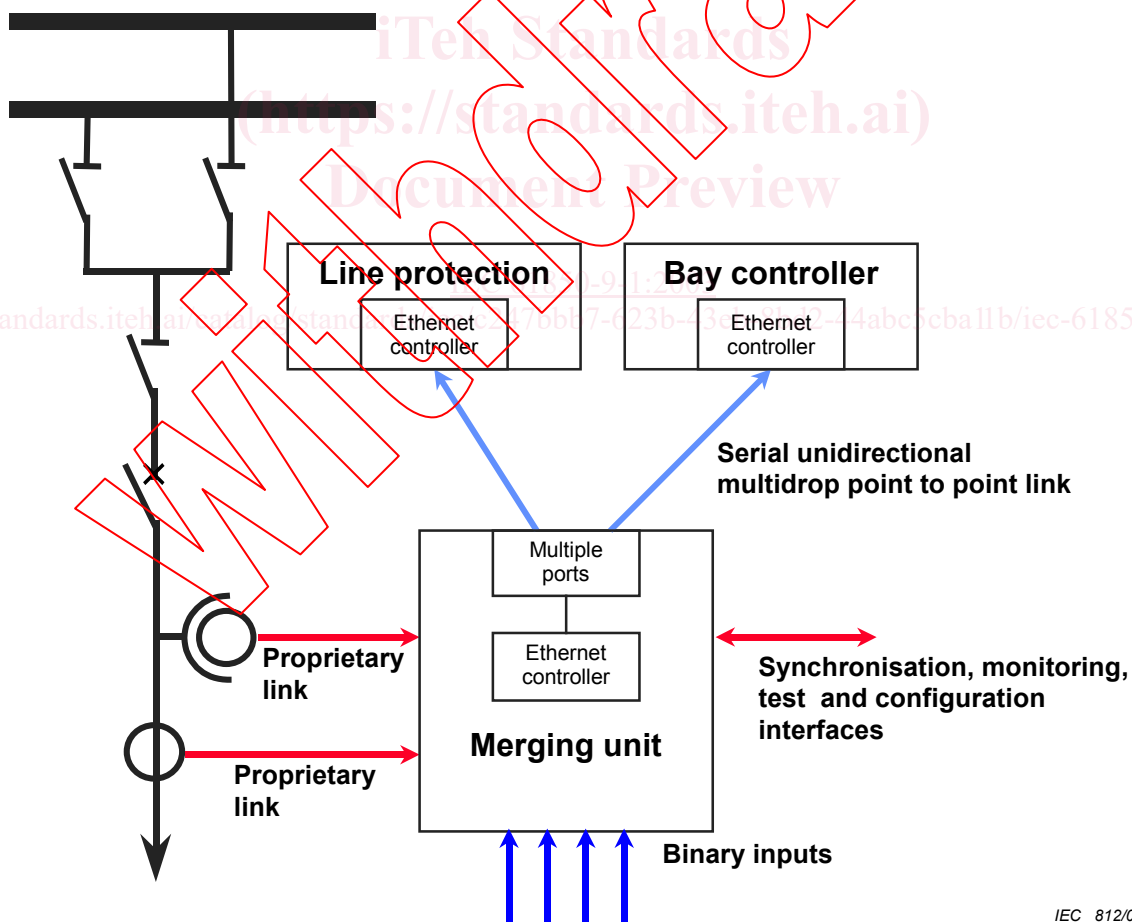 iTeh Standards
(https://standards.iteh.ai)
Document Preview
Line protection
Ethernet
controller
Bay controller
Ethernet
controller
Serial unidirectional
multidrop point to point link
Multiple
ports
Ethernet
controller
Merging unit
Proprietary
link
Proprietary
link
Synchronisation, monitoring,
test and configuration
interfaces
Binary inputs